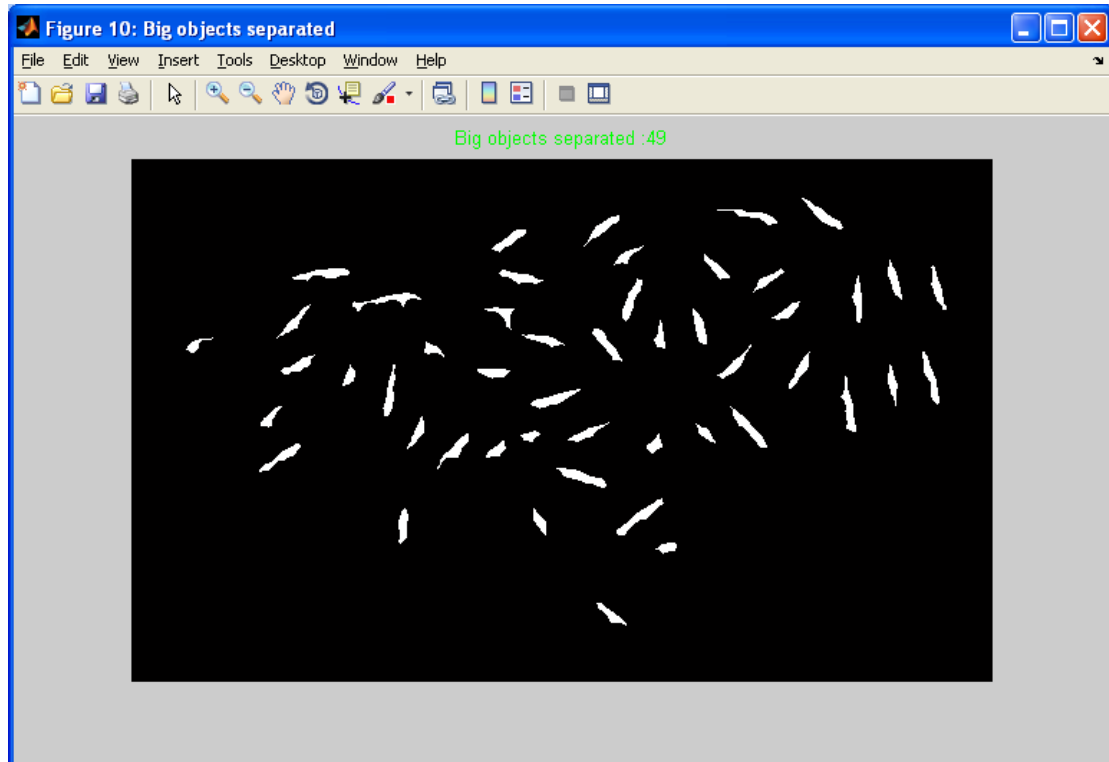 Figure 10: Big objects separated
File Edit View Insert Tools Desktop Window Help
Big objects separated :49